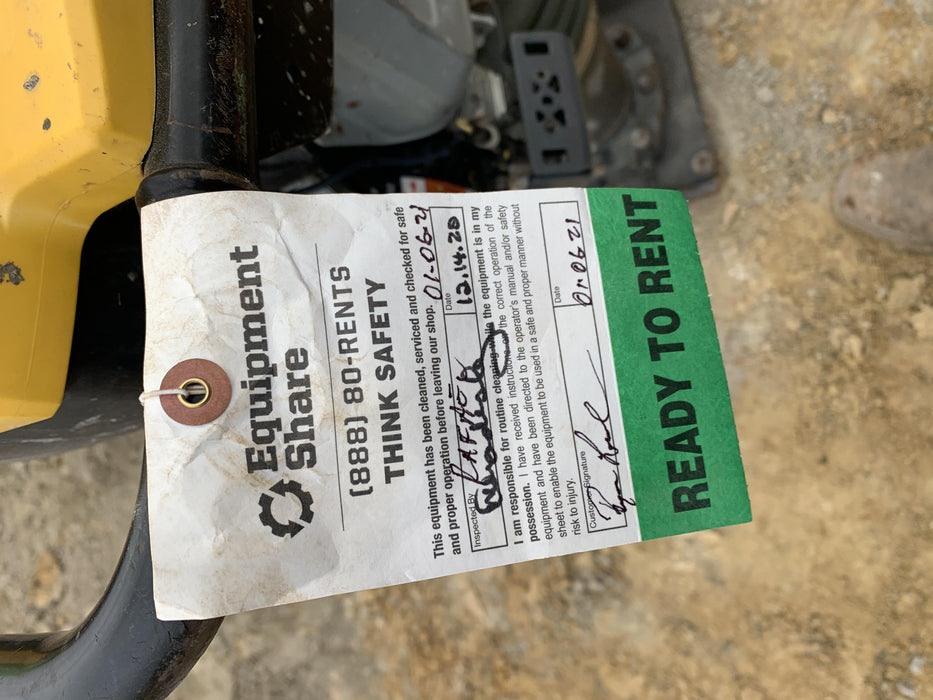 Equipment
Share
(888) 80-RENTS
THINK SAFETY
This equipment has been cleaned, serviced and checked for safe
and proper operation before leaving our shop. 01-06-21
Inspected By
Date
12.14.20
I am responsible for routine cleaning while the equipment is in my
possession. I have received instructions on the correct operation of the
equipment and have been directed to the operator's manual and/or safety
sheet to enable the equipment to be used in a safe and proper manner without
risk to injury.
Customer Signature
Date
01 06 21
READY TO RENT